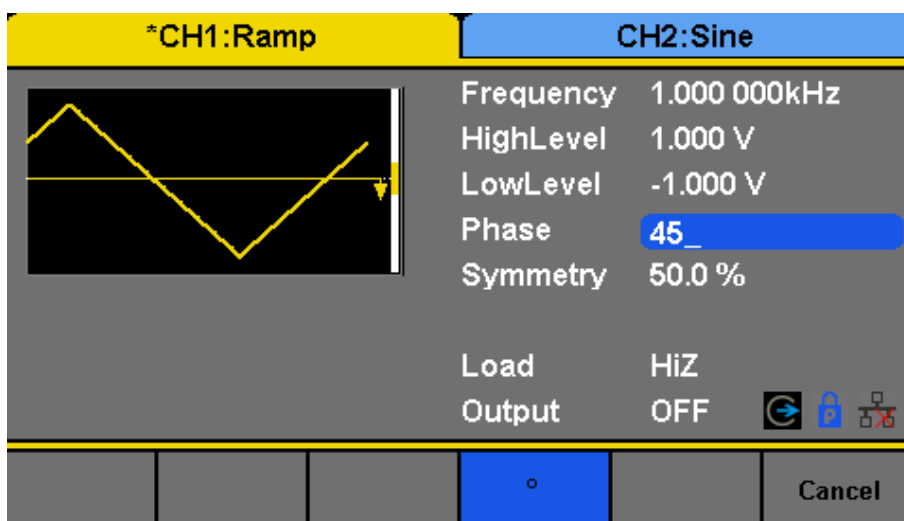 *CH1:Ramp CH2:Sine
Frequency 1.000 000kHz
HighLevel 1.000 V
LowLevel -1.000 V
Phase 45_
Symmetry 50.0 %
Load HiZ
Output OFF P
° Cancel